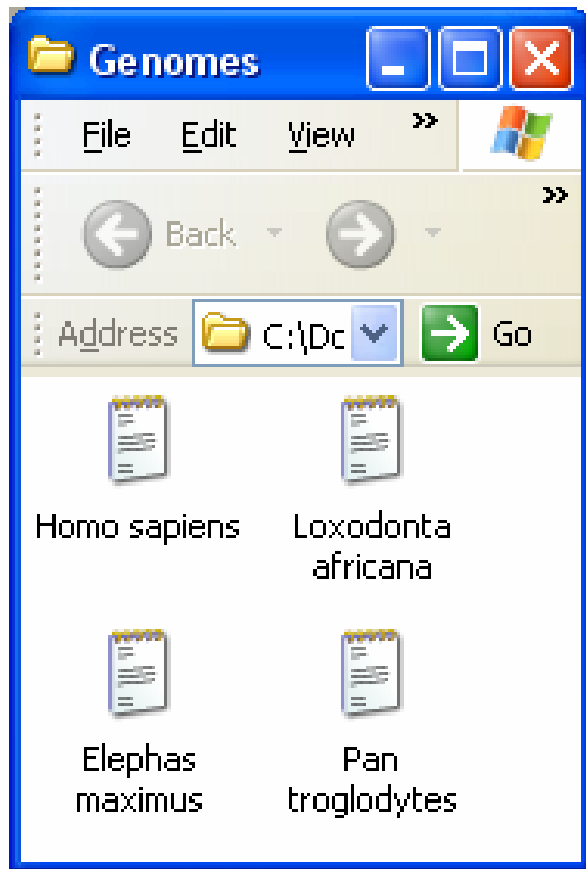 Genomes
File Edit View »
»
Back
Address C:\Dc Go
Homo sapiens Loxodonta
africana
Elephas Pan
maximus troglodytes